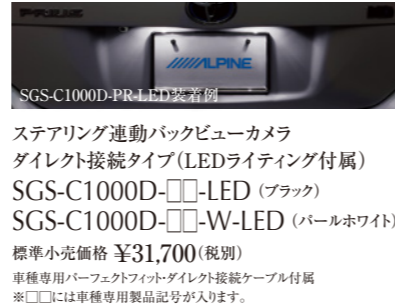 PRIUS
ALPINE
SGS-C1000D-PR-LED装着例
ステアリング連動バックビューカメラ
ダイレクト接続タイプ(LEDライティング付属)
SGS-C1000D-□□-LED (ブラック)
SGS-C1000D-□□-W-LED (パールホワイト)
標準小売価格 ¥31,700(税別)
車種専用パーフェクトフィット・ダイレクト接続ケーブル付属
※□□には車種専用製品記号が入ります。